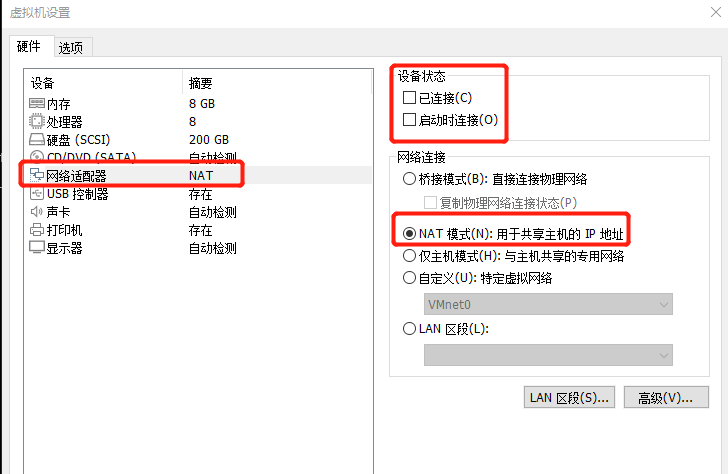 虚拟机设置
硬件 选项
设备 摘要
内存 8 GB
处理器 8
硬盘 (SCSI) 200 GB
CD/DVD (SATA) 自动检测
网络适配器 NAT
USB 控制器 存在
声卡 自动检测
打印机 存在
显示器 自动检测
设备状态
已连接(C)
启动时连接(O)
网络连接
桥接模式(B): 直接连接物理网络
复制物理网络连接状态(P)
NAT 模式(N): 用于共享主机的 IP 地址
仅主机模式(H): 与主机共享的专用网络
自定义(U): 特定虚拟网络
VMnet0
LAN 区段(L):
LAN 区段(S)... 高级(V)...